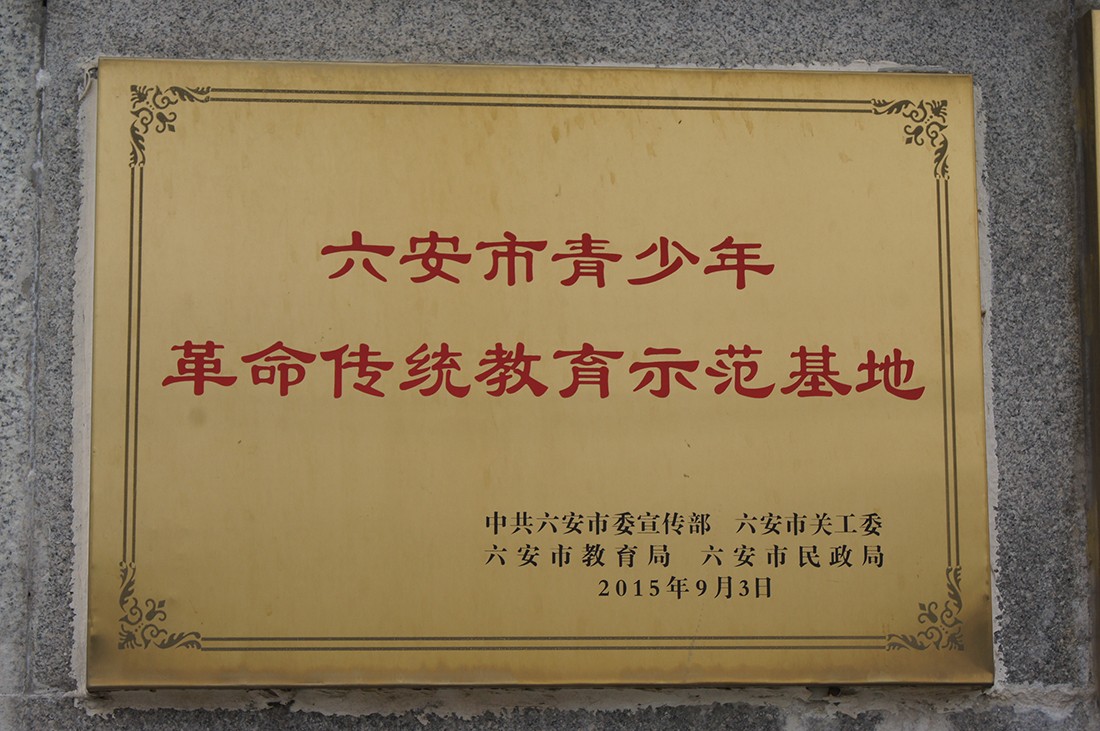 六安市青少年
革命传统教育示范基地
中共六安市委宣传部 六安市关工委
六安市教育局 六安市民政局
2015年9月3日